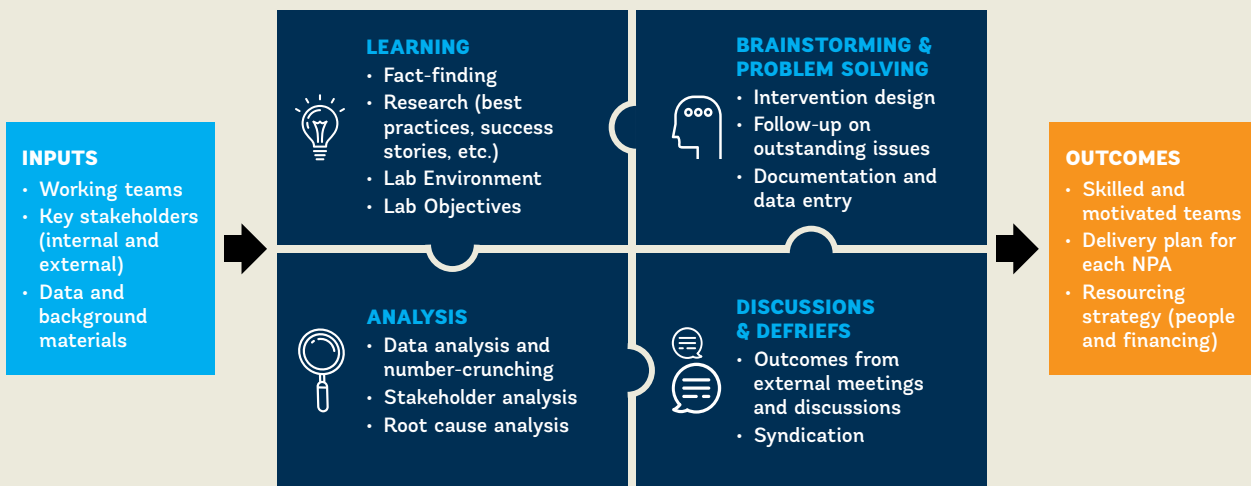 INPUTS
• Working teams
• Key stakeholders
(internal and
external)
• Data and
background
materials
LEARNING
• Fact-finding
• Research (best
practices, success
stories, etc.)
• Lab Environment
• Lab Objectives
BRAINSTORMING &
PROBLEM SOLVING
• Intervention design
• Follow-up on
outstanding issues
• Documentation and
data entry
ANALYSIS
• Data analysis and
number-crunching
• Stakeholder analysis
• Root cause analysis
DISCUSSIONS
& DEFRIEFS
• Outcomes from
external meetings
and discussions
• Syndication
OUTCOMES
• Skilled and
motivated teams
• Delivery plan for
each NPA
• Resourcing
strategy (people
and financing)